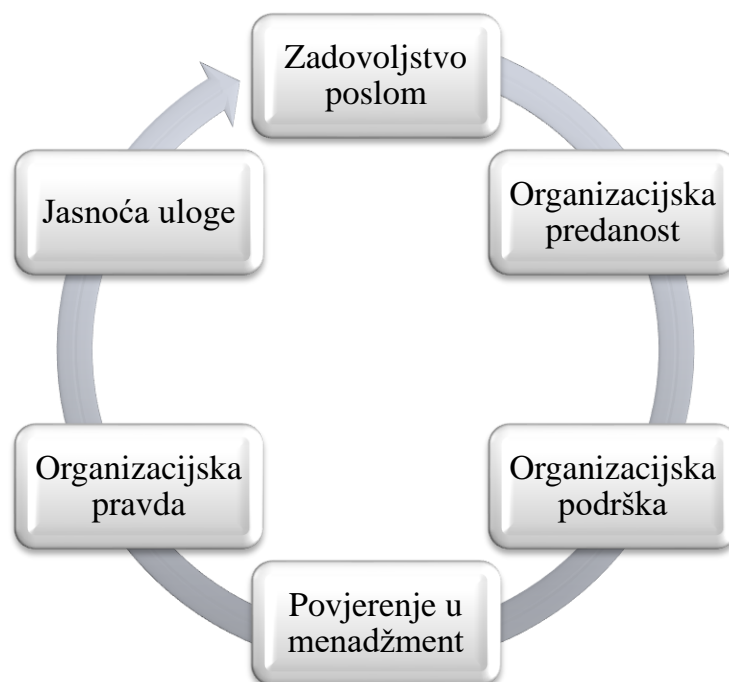 Zadovoljstvo
poslom
Organizacijska
predanost
Organizacijska
podrška
Povjerenje u
menadžment
Organizacijska
pravda
Jasnoća uloge